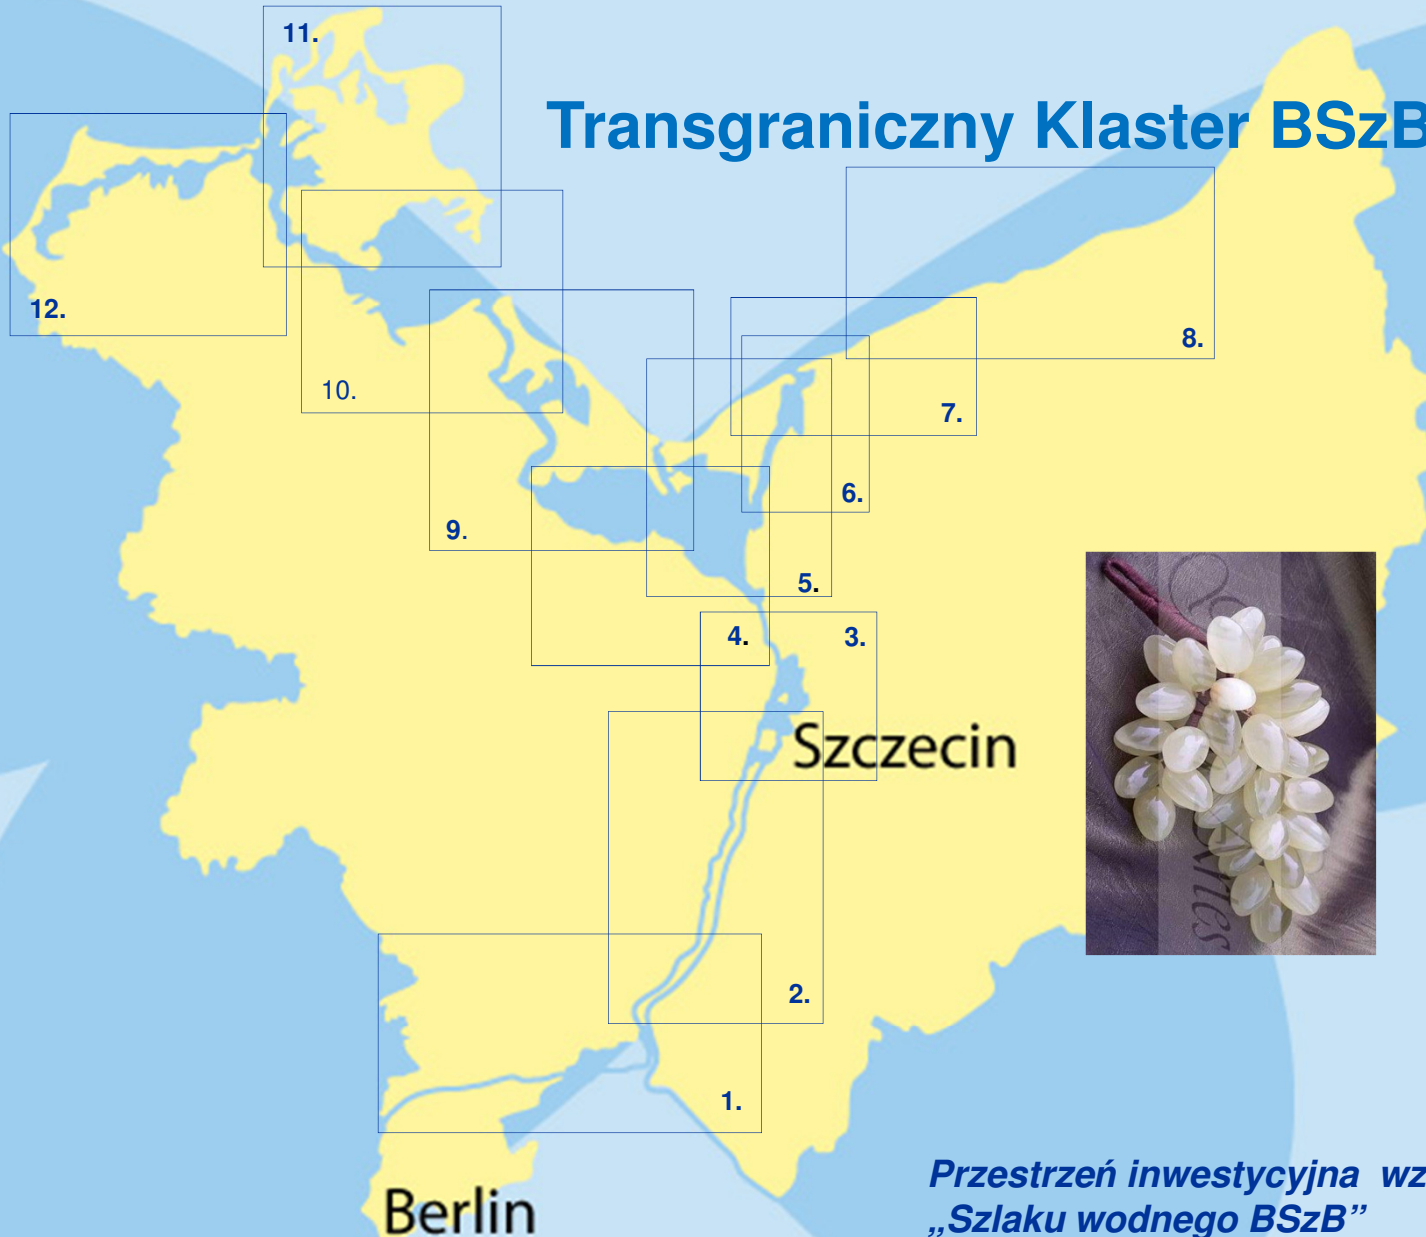 11.
Transgraniczny Klaster BSzB
12.
8.
10.
7.
6.
9.
5.
4.
3.
Szczecin
2.
1.
Przestrzeń inwestycyjna wz
„Szlaku wodnego BSzB”
Berlin